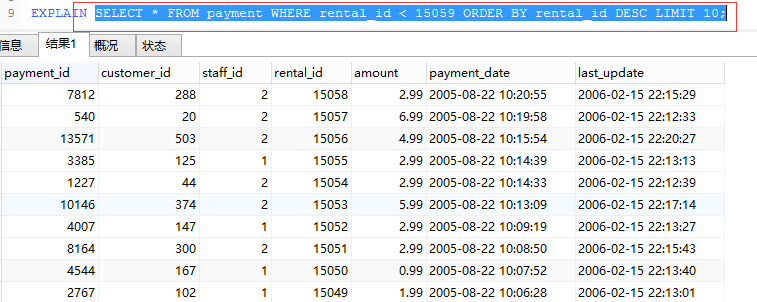 9 EXPLAIN SELECT * FROM payment WHERE rental_id < 15059 ORDER BY rental_id DESC LIMIT 10;
信息 结果1 概况 状态
payment_id customer_id staff_id rental_id amount payment_date last_update
7812 288 2 15058 2.99 2005-08-22 10:20:55 2006-02-15 22:15:29
540 20 2 15057 6.99 2005-08-22 10:19:58 2006-02-15 22:12:33
13571 503 2 15056 4.99 2005-08-22 10:15:54 2006-02-15 22:20:27
3385 125 1 15055 2.99 2005-08-22 10:14:39 2006-02-15 22:13:13
1227 44 2 15054 2.99 2005-08-22 10:14:33 2006-02-15 22:12:39
10146 374 2 15053 5.99 2005-08-22 10:13:09 2006-02-15 22:17:14
4007 147 1 15052 2.99 2005-08-22 10:09:19 2006-02-15 22:13:27
8164 300 2 15051 2.99 2005-08-22 10:08:50 2006-02-15 22:15:43
4544 167 1 15050 0.99 2005-08-22 10:07:52 2006-02-15 22:13:40
2767 102 1 15049 1.99 2005-08-22 10:06:28 2006-02-15 22:13:01